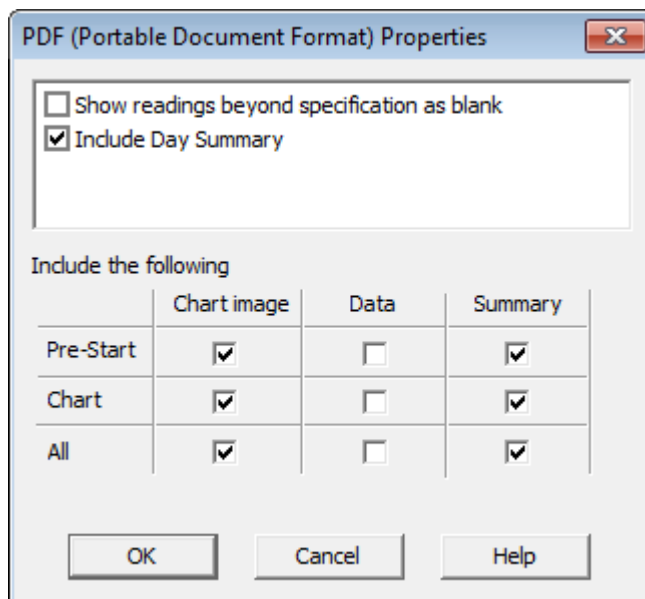 PDF (Portable Document Format) Properties
Show readings beyond specification as blank
Include Day Summary
Include the following
Chart image Data Summary
Pre-Start
Chart
All
OK Cancel Help